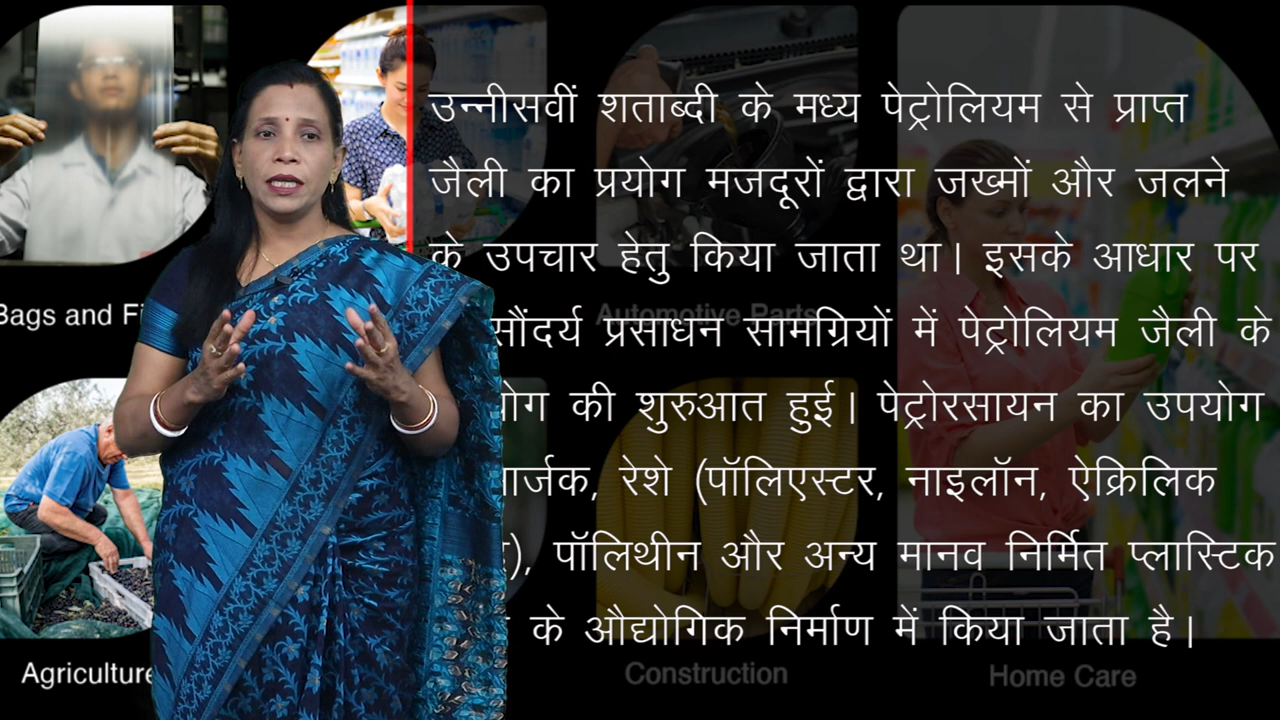 उन्नीसवीं शताब्दी के मध्य पेट्रोलियम से प्राप्त
जैली का प्रयोग मजदूरों द्वारा जख्मों और जलने
के उपचार हेतु किया जाता था। इसके आधार पर
सौंदर्य प्रसाधन सामग्रियों में पेट्रोलियम जैली के
की शुरुआत हुई। पेट्रोरसायन का उपयोग
रेशे (पॉलिएस्टर, नाइलॉन, ऐक्रिलिक
पॉलिथीन और अन्य मानव निर्मित प्लास्टिक
के औद्योगिक निर्माण में किया जाता है।
Bags and
Automotive Parts
Agriculture
Construction
Home Care